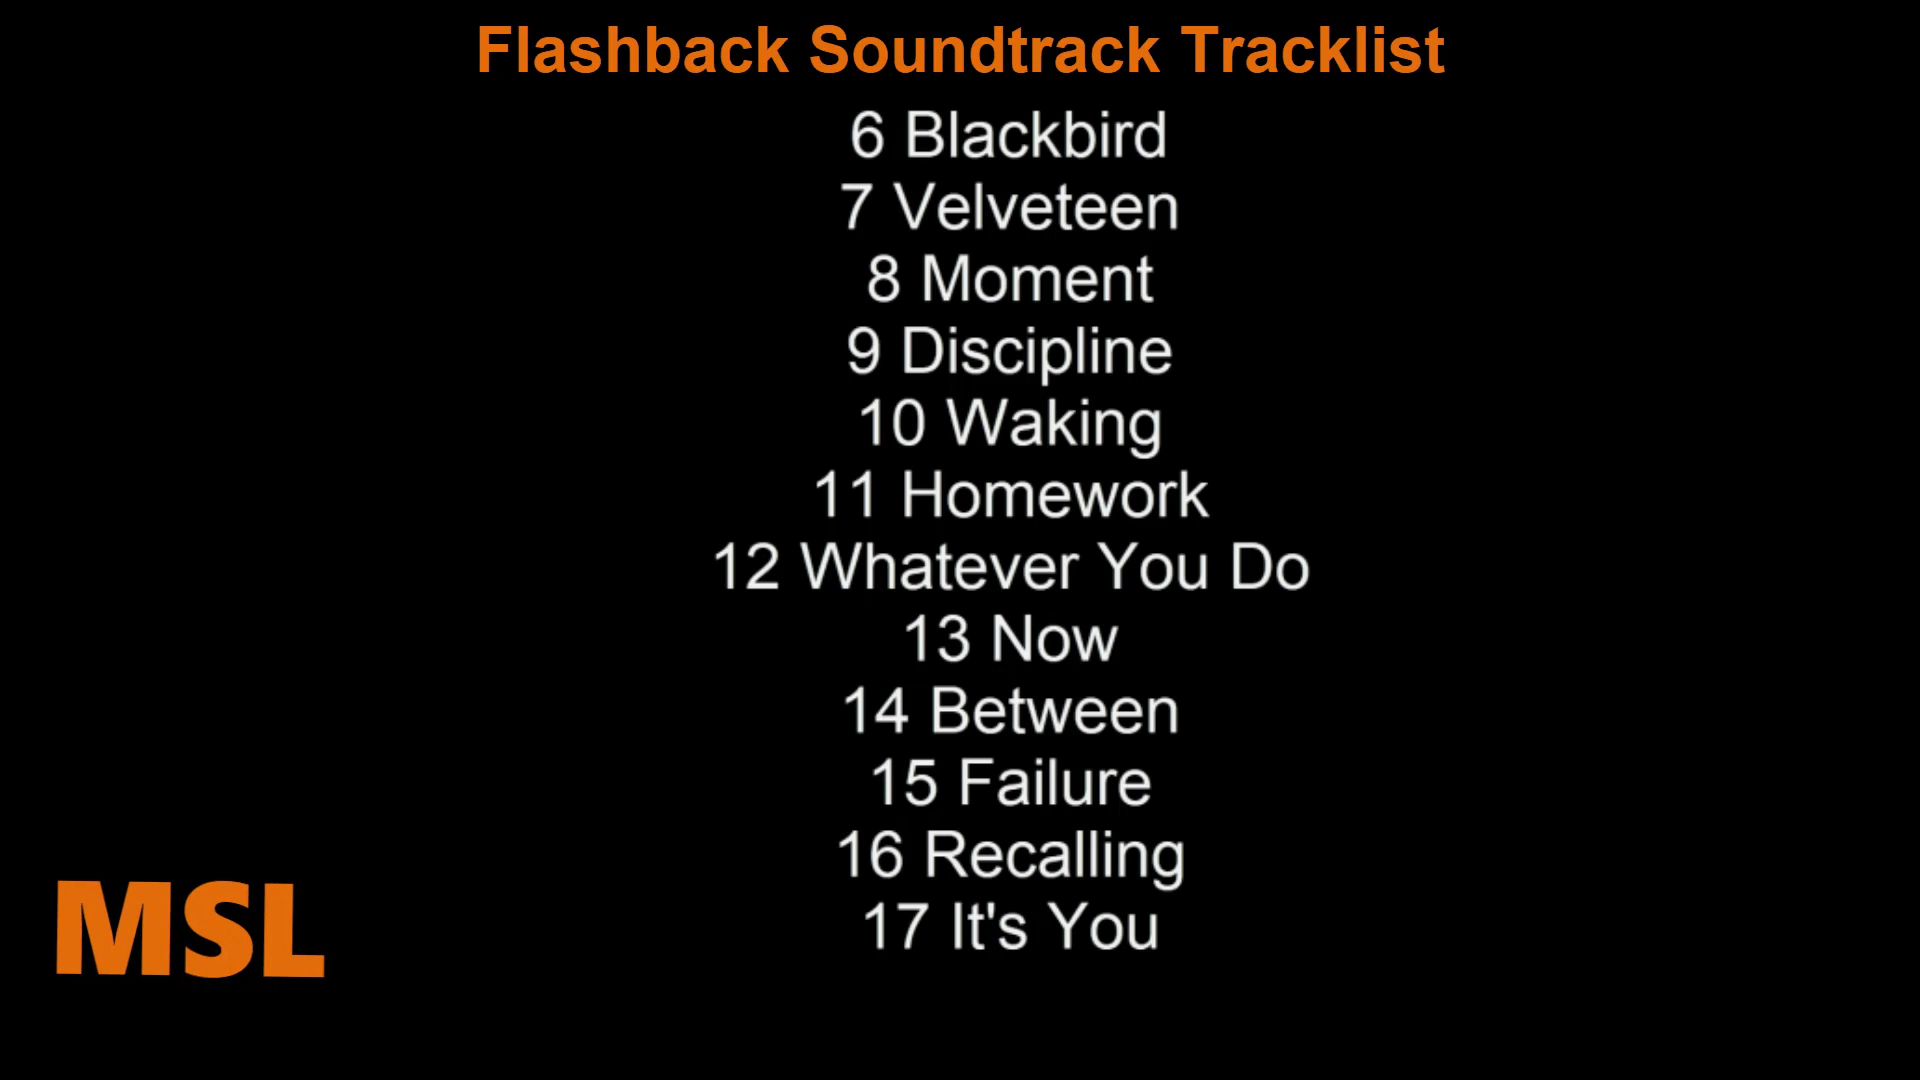 Flashback Soundtrack Tracklist
6 Blackbird
7 Velveteen
8 Moment
9 Discipline
10 Waking
11 Homework
12 Whatever You Do
13 Now
14 Between
15 Failure
16 Recalling
17 It's You
MSL